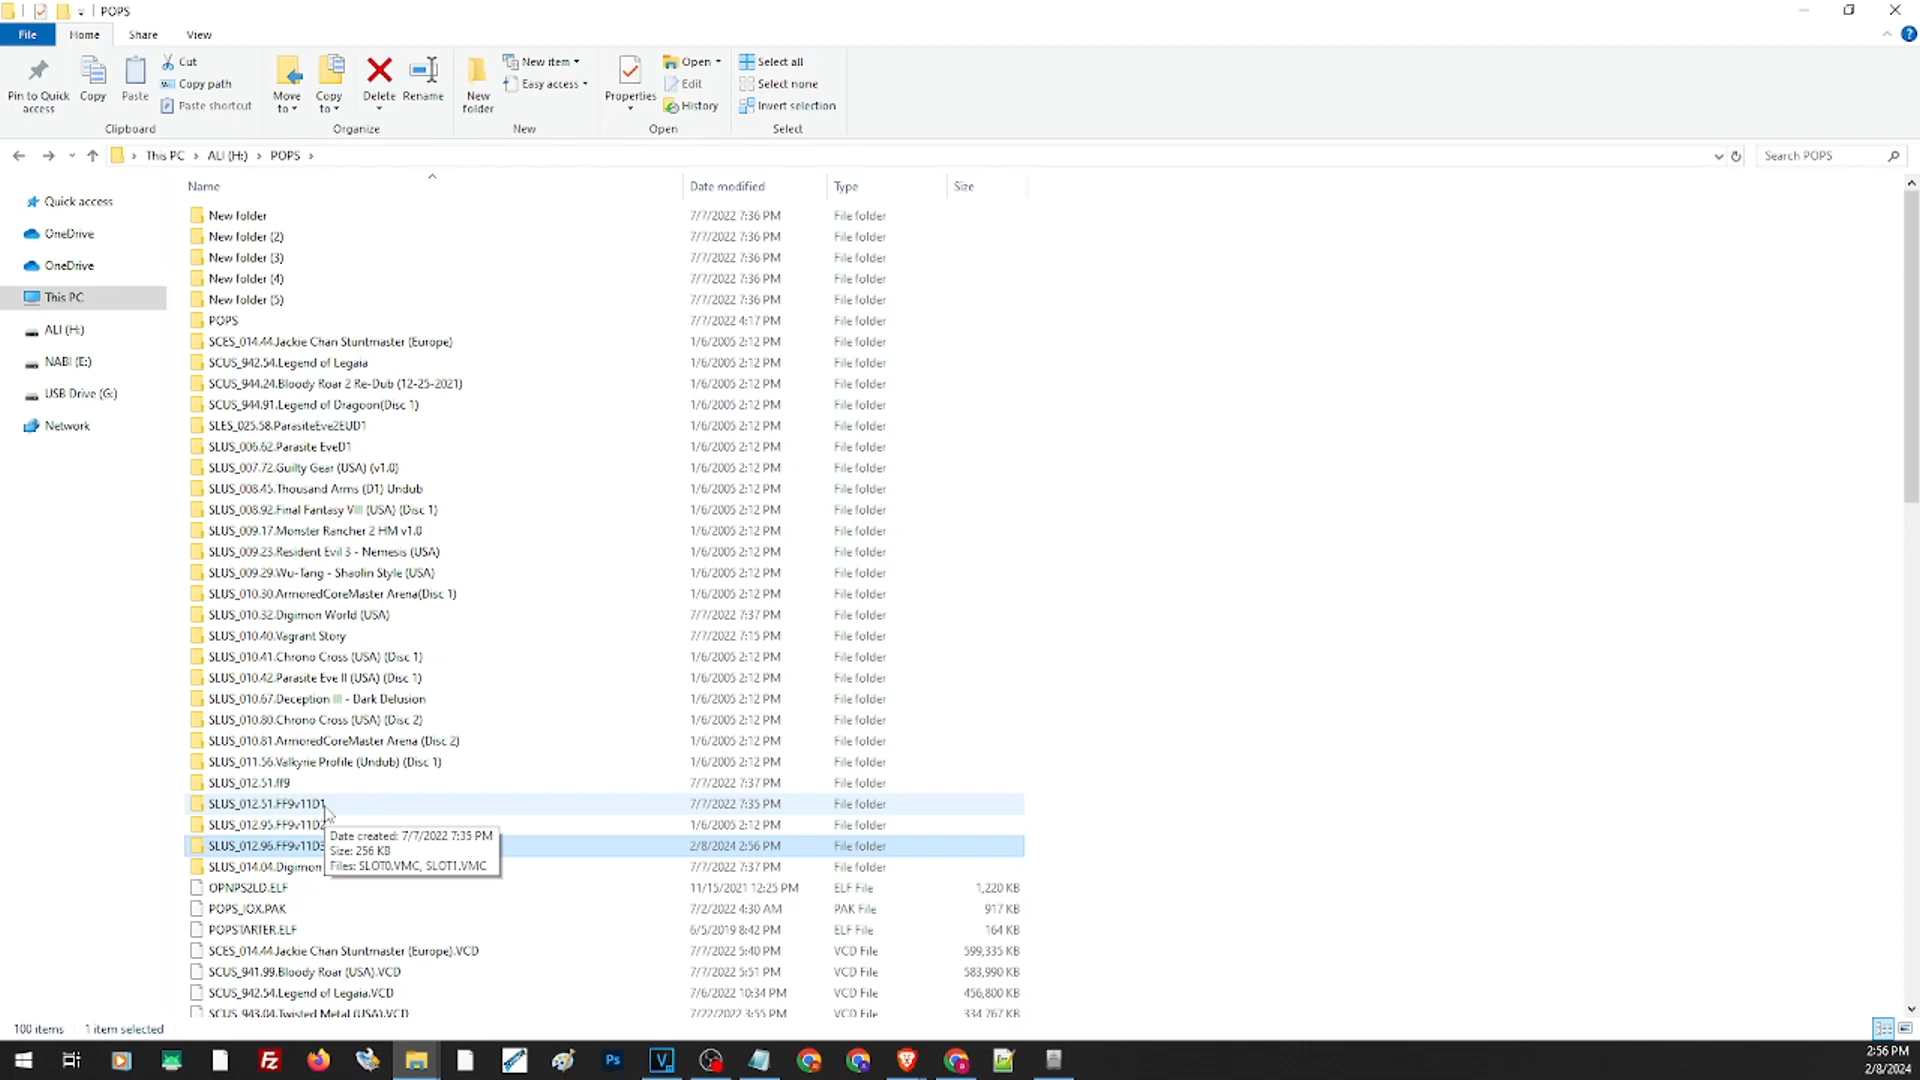 POPS
File Home Share View
Pin to Quick access
Copy
Paste
Cut
Copy path
Paste shortcut
Clipboard
Move to
Copy to
Delete
Rename
Organize
New folder
New item
Easy access
New
Properties
Open
Edit
History
Open
Select all
Select none
Invert selection
Select
This PC > ALI (H:) > POPS >
Search POPS
Quick access
OneDrive
OneDrive
This PC
ALI (H:)
NABI (E:)
USB Drive (G:)
Network
Name Date modified Type Size
New folder 7/7/2022 7:36 PM File folder
New folder (2) 7/7/2022 7:36 PM File folder
New folder (3) 7/7/2022 7:36 PM File folder
New folder (4) 7/7/2022 7:36 PM File folder
New folder (5) 7/7/2022 7:36 PM File folder
POPS 7/7/2022 4:17 PM File folder
SCES_014.44.Jackie Chan Stuntmaster (Europe) 1/6/2005 2:12 PM File folder
SCUS_942.54.Legend of Legaia 1/6/2005 2:12 PM File folder
SCUS_944.24.Bloody Roar 2 Re-Dub (12-25-2021) 1/6/2005 2:12 PM File folder
SCUS_944.91.Legend of Dragoon(Disc 1) 1/6/2005 2:12 PM File folder
SLES_025.58.ParasiteEve2EUD1 1/6/2005 2:12 PM File folder
SLUS_006.62.Parasite EveD1 1/6/2005 2:12 PM File folder
SLUS_007.72.Guilty Gear (USA) (v1.0) 1/6/2005 2:12 PM File folder
SLUS_008.45.Thousand Arms (D1) Undub 1/6/2005 2:12 PM File folder
SLUS_008.92.Final Fantasy VIII (USA) (Disc 1) 1/6/2005 2:12 PM File folder
SLUS_009.17.Monster Rancher 2 HM v1.0 1/6/2005 2:12 PM File folder
SLUS_009.23.Resident Evil 3 - Nemesis (USA) 1/6/2005 2:12 PM File folder
SLUS_009.29.Wu-Tang - Shaolin Style (USA) 1/6/2005 2:12 PM File folder
SLUS_010.30.ArmoredCoreMaster Arena(Disc 1) 1/6/2005 2:12 PM File folder
SLUS_010.32.Digimon World (USA) 7/7/2022 7:37 PM File folder
SLUS_010.40.Vagrant Story 7/7/2022 7:15 PM File folder
SLUS_010.41.Chrono Cross (USA) (Disc 1) 1/6/2005 2:12 PM File folder
SLUS_010.42.Parasite Eve II (USA) (Disc 1) 1/6/2005 2:12 PM File folder
SLUS_010.67.Deception III - Dark Delusion 1/6/2005 2:12 PM File folder
SLUS_010.80.Chrono Cross (USA) (Disc 2) 1/6/2005 2:12 PM File folder
SLUS_010.81.ArmoredCoreMaster Arena (Disc 2) 1/6/2005 2:12 PM File folder
SLUS_011.56.Valkyrie Profile (Undub) (Disc 1) 1/6/2005 2:12 PM File folder
SLUS_012.51.ff9 7/7/2022 7:37 PM File folder
SLUS_012.51.FF9v11D1 7/7/2022 7:35 PM File folder
SLUS_012.95.FF9v11D2 1/6/2005 2:12 PM File folder
SLUS_012.96.FF9v11D3 2/8/2024 2:56 PM File folder
SLUS_014.04.Digimon 7/7/2022 7:37 PM File folder
Date created: 7/7/2022 7:35 PM
Size: 256 KB
Files: SLOT0.VMC, SLOT1.VMC
OPNPS2LD.ELF 11/15/2021 12:25 PM ELF File 1,220 KB
POPS_IOX.PAK 7/2/2022 4:30 AM PAK File 917 KB
POPSTARTER.ELF 6/5/2019 8:42 PM ELF File 164 KB
SCES_014.44.Jackie Chan Stuntmaster (Europe).VCD 7/7/2022 5:40 PM VCD File 599,335 KB
SCUS_941.99.Bloody Roar (USA).VCD 7/7/2022 5:51 PM VCD File 583,990 KB
SCUS_942.54.Legend of Legaia.VCD 7/6/2022 10:34 PM VCD File 456,800 KB
SCUS_943.04.Twisted Metal (USA).VCD 7/22/2022 3:55 PM VCD File 334,767 KB
100 items 1 item selected
Fz
Ps
V
2:56 PM
2/8/2024